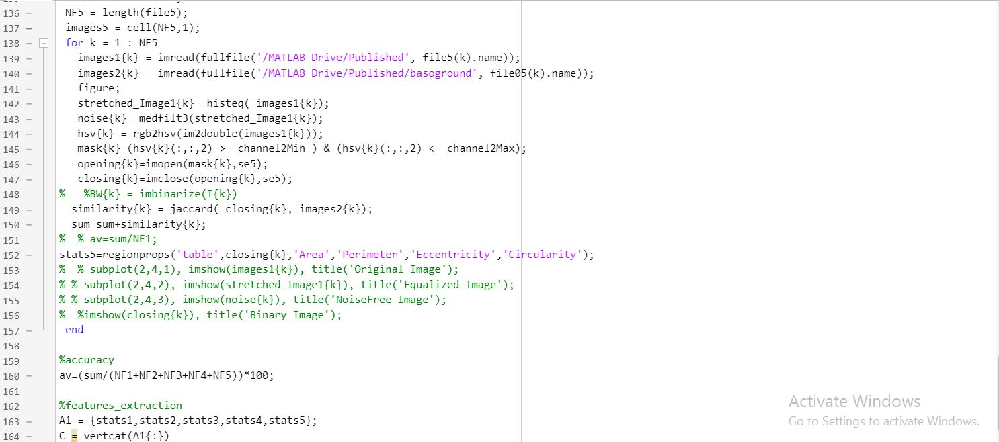 136 – NF5 = length(file5);
137 – images5 = cell(NF5,1);
138 – for k = 1 : NF5
139 – images1{k} = imread(fullfile('/MATLAB Drive/Published', file5(k).name));
140 – images2{k} = imread(fullfile('/MATLAB Drive/Published/basoground', file05(k).name));
141 – figure;
142 – stretched_Image1{k} =histeq( images1{k});
143 – noise{k}= medfilt3(stretched_Image1{k});
144 – hsv{k} = rgb2hsv(im2double(images1{k}));
145 – mask{k}=(hsv{k}(:,:,2) >= channel2Min ) & (hsv{k}(:,:,2) <= channel2Max);
146 – opening{k}=imopen(mask{k},se5);
147 – closing{k}=imclose(opening{k},se5);
148 %   %BW{k} = imbinarize(I{k})
149 – similarity{k} = jaccard( closing{k}, images2{k});
150 – sum=sum+similarity{k};
151 %  % av=sum/NF1;
152 – stats5=regionprops('table',closing{k},'Area','Perimeter','Eccentricity','Circularity');
153 %  % subplot(2,4,1), imshow(images1{k}), title('Original Image');
154 % % subplot(2,4,2), imshow(stretched_Image1{k}), title('Equalized Image');
155 % % subplot(2,4,3), imshow(noise{k}), title('NoiseFree Image');
156 %  %imshow(closing{k}), title('Binary Image');
157 – end
158
159 %accuracy
160 – av=(sum/(NF1+NF2+NF3+NF4+NF5))*100;
161
162 %features_extraction
163 – A1 = {stats1,stats2,stats3,stats4,stats5};
164 – C = vertcat(A1{:})
Activate Windows
Go to Settings to activate Windows.